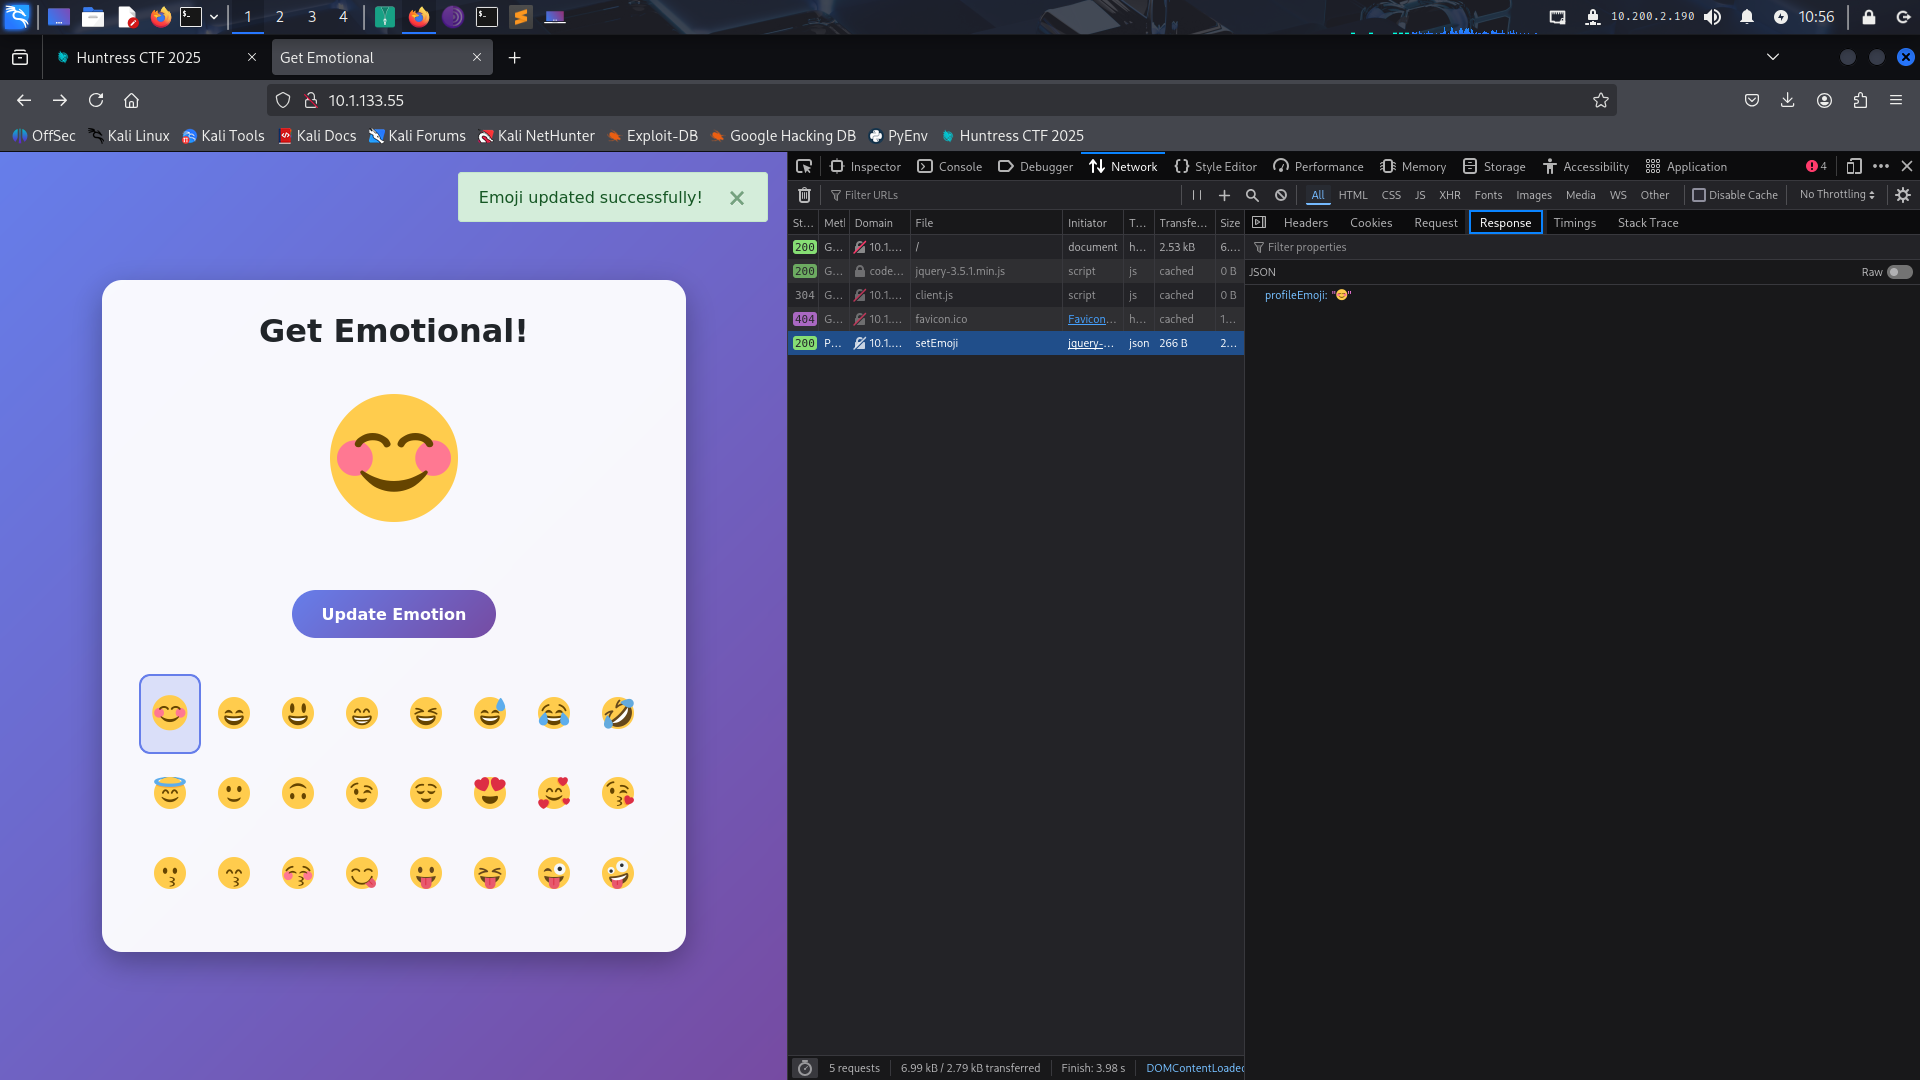 1 2 3 4 10.200.2.190 10:56
Huntress CTF 2025
Get Emotional
10.1.133.55
OffSec Kali Linux Kali Tools Kali Docs Kali Forums Kali NetHunter Exploit-DB Google Hacking DB PyEnv Huntress CTF 2025
Emoji updated successfully!
Get Emotional!
Update Emotion
Inspector Console Debugger Network Style Editor Performance Memory Storage Accessibility Application 4
Filter URLs
All HTML CSS JS XHR Fonts Images Media WS Other Disable Cache No Throttling
St... Met Domain File Initiator T... Transfe... Size
200 G... 10.1.... / document h... 2.53 kB 6....
200 G... code... jquery-3.5.1.min.js script js cached 0 B
304 G... 10.1.... client.js script js cached 0 B
404 G... 10.1.... favicon.ico Favicon... h... cached 1...
200 P... 10.1.... setEmoji jquery-... json 266 B 2...
5 requests 6.99 kB / 2.79 kB transferred Finish: 3.98 s DOMContentLoaded
Headers Cookies Request Response Timings Stack Trace
Filter properties
JSON Raw
profileEmoji: "😊"